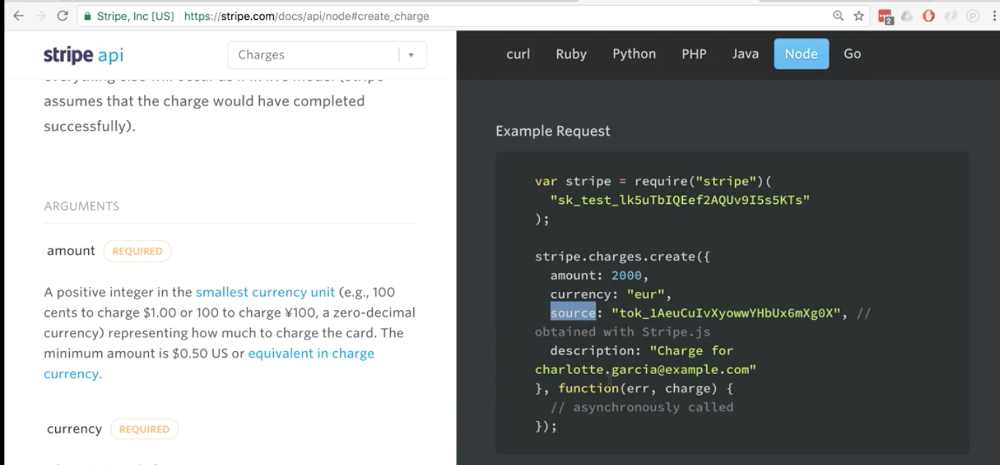 Stripe, Inc [US] https://stripe.com/docs/api/node#create_charge
2
stripe api
Charges
curl Ruby Python PHP Java Node Go
assumes that the charge would have completed
successfully).
ARGUMENTS
amount REQUIRED
A positive integer in the smallest currency unit (e.g., 100
cents to charge $1.00 or 100 to charge ¥100, a zero-decimal
currency) representing how much to charge the card. The
minimum amount is $0.50 US or equivalent in charge
currency.
currency REQUIRED
Example Request
var stripe = require("stripe")(
"sk_test_lk5uTbIQEef2AQUv9I5s5KTs"
);
stripe.charges.create({
amount: 2000,
currency: "eur",
source: "tok_1AeuCuIvXyowwYHbUx6mXg0X", //
obtained with Stripe.js
description: "Charge for
charlotte.garcia@example.com"
}, function(err, charge) {
// asynchronously called
});